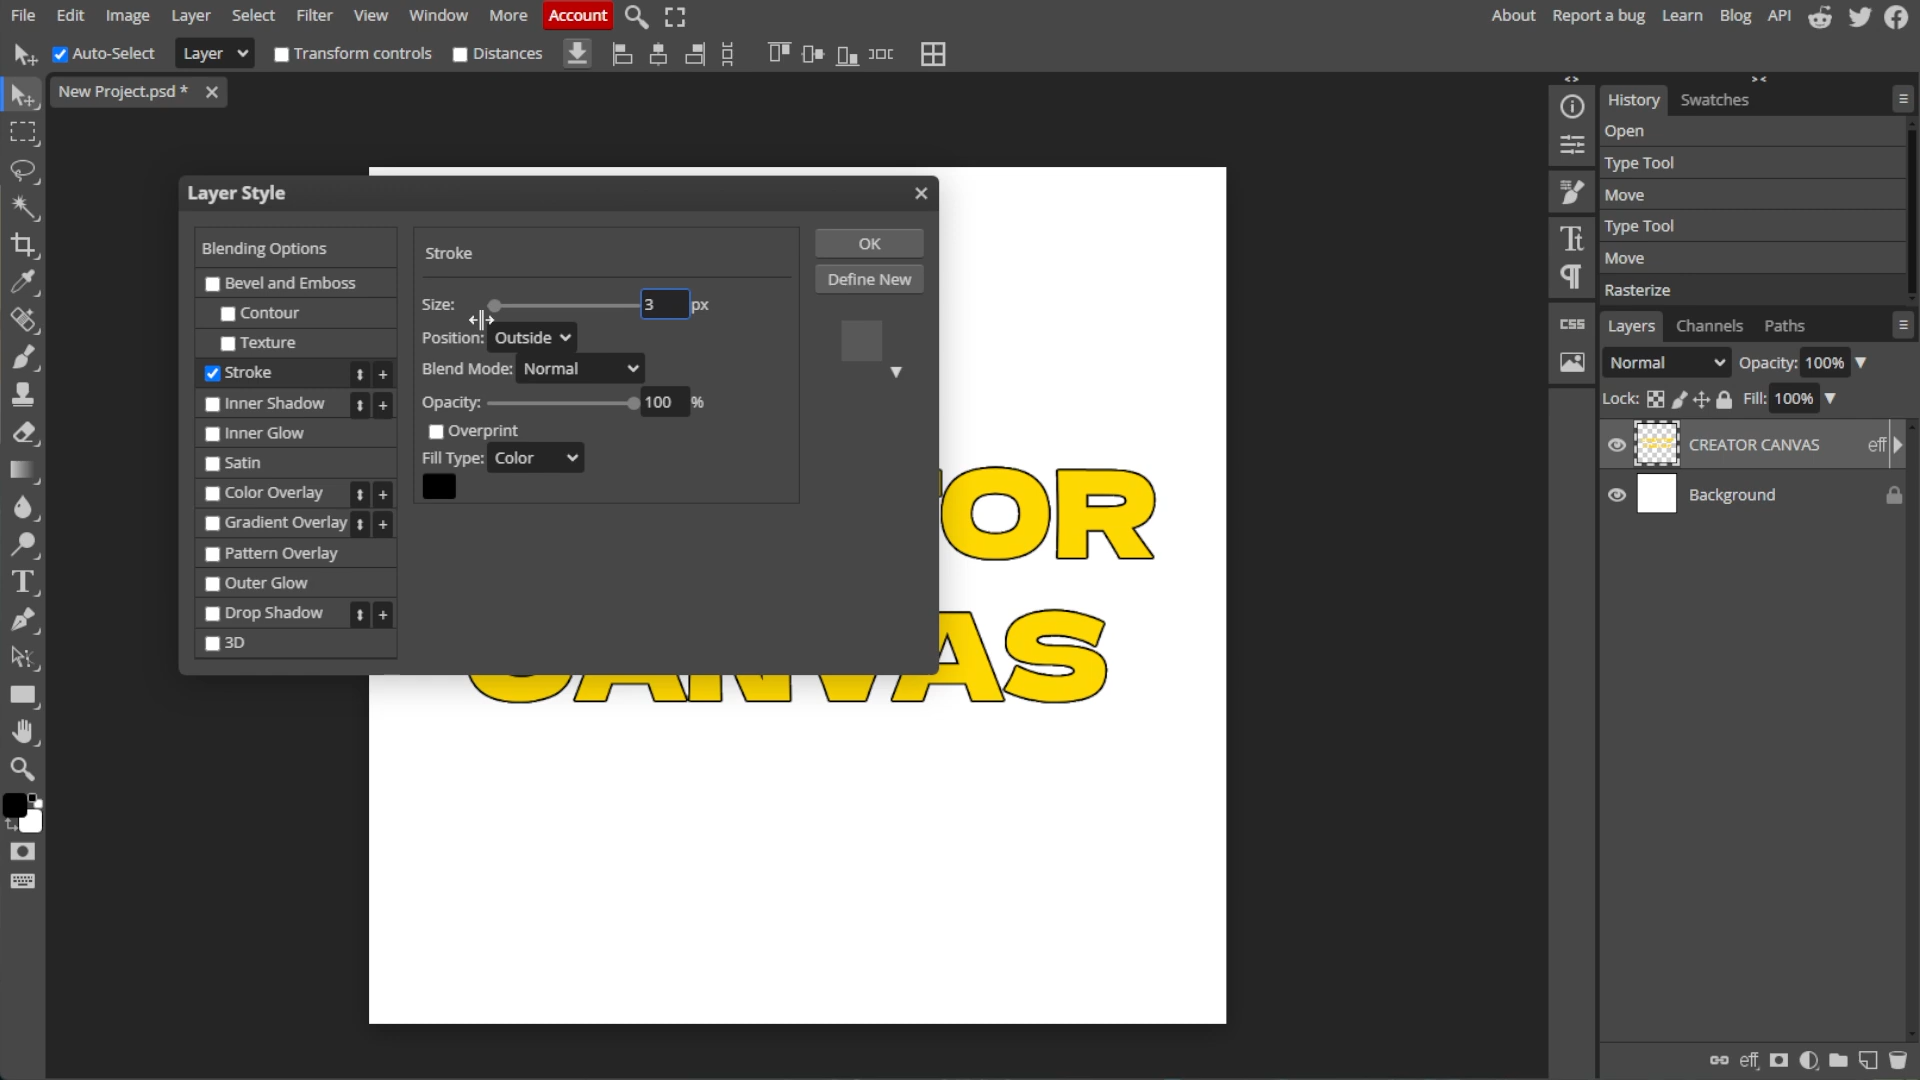 File Edit Image Layer Select Filter View Window More Account About Report a bug Learn Blog API
Auto-Select Layer Transform controls Distances
New Project.psd *
History Swatches
Open
Type Tool
Move
Type Tool
Move
Rasterize
Layers Channels Paths
Normal Opacity: 100%
Lock: Fill: 100%
CREATOR CANVAS eff
Background
eff
CSS
Layer Style
Blending Options
Bevel and Emboss
Contour
Texture
Stroke
Inner Shadow
Inner Glow
Satin
Color Overlay
Gradient Overlay
Pattern Overlay
Outer Glow
Drop Shadow
3D
Stroke
Size: 3 px
Position: Outside
Blend Mode: Normal
Opacity: 100 %
Overprint
Fill Type: Color
OK
Define New
TOR
CANVAS